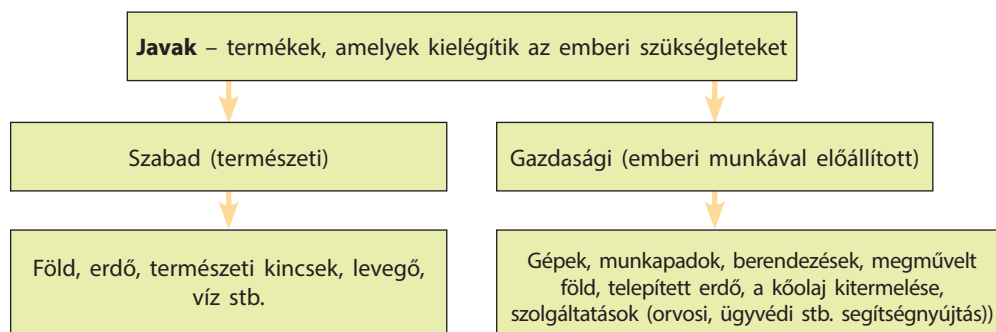 Javak – termékek, amelyek kielégítik az emberi szükségleteket
Szabad (természeti)
Gazdasági (emberi munkával előállított)
Föld, erdő, természeti kincsek, levegő,
víz stb.
Gépek, munkapadok, berendezések, megművelt
föld, telepített erdő, a kőolaj kitermelése,
szolgáltatások (orvosi, ügyvédi stb. segítségnyújtás))